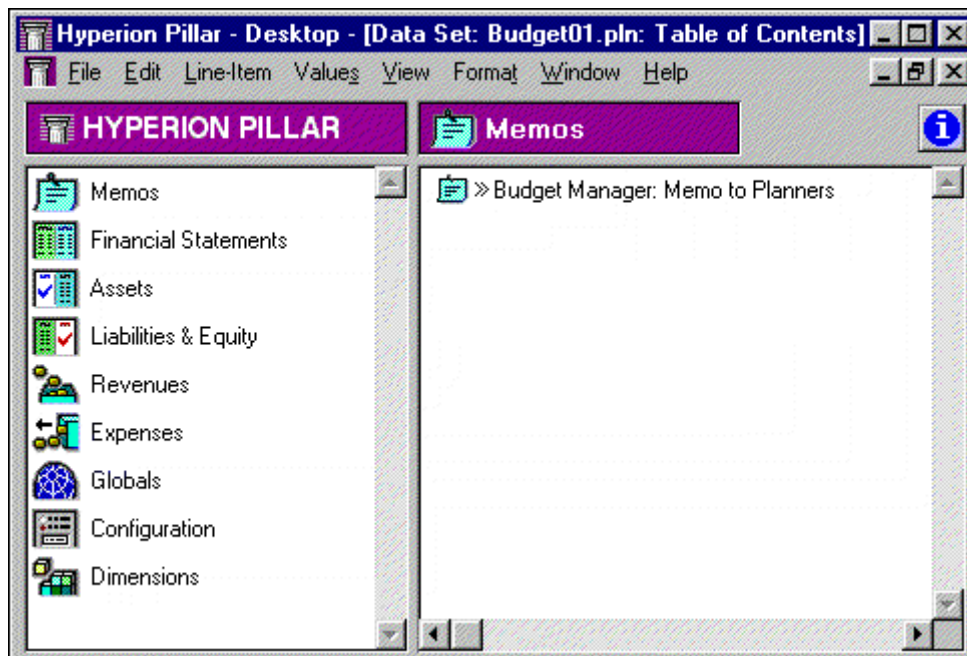 Hyperion Pillar - Desktop - [Data Set: Budget01.pln: Table of Contents]
File Edit Line-Item Values View Format Window Help
HYPERION PILLAR
Memos
Memos
Financial Statements
Assets
Liabilities & Equity
Revenues
Expenses
Globals
Configuration
Dimensions
» Budget Manager: Memo to Planners